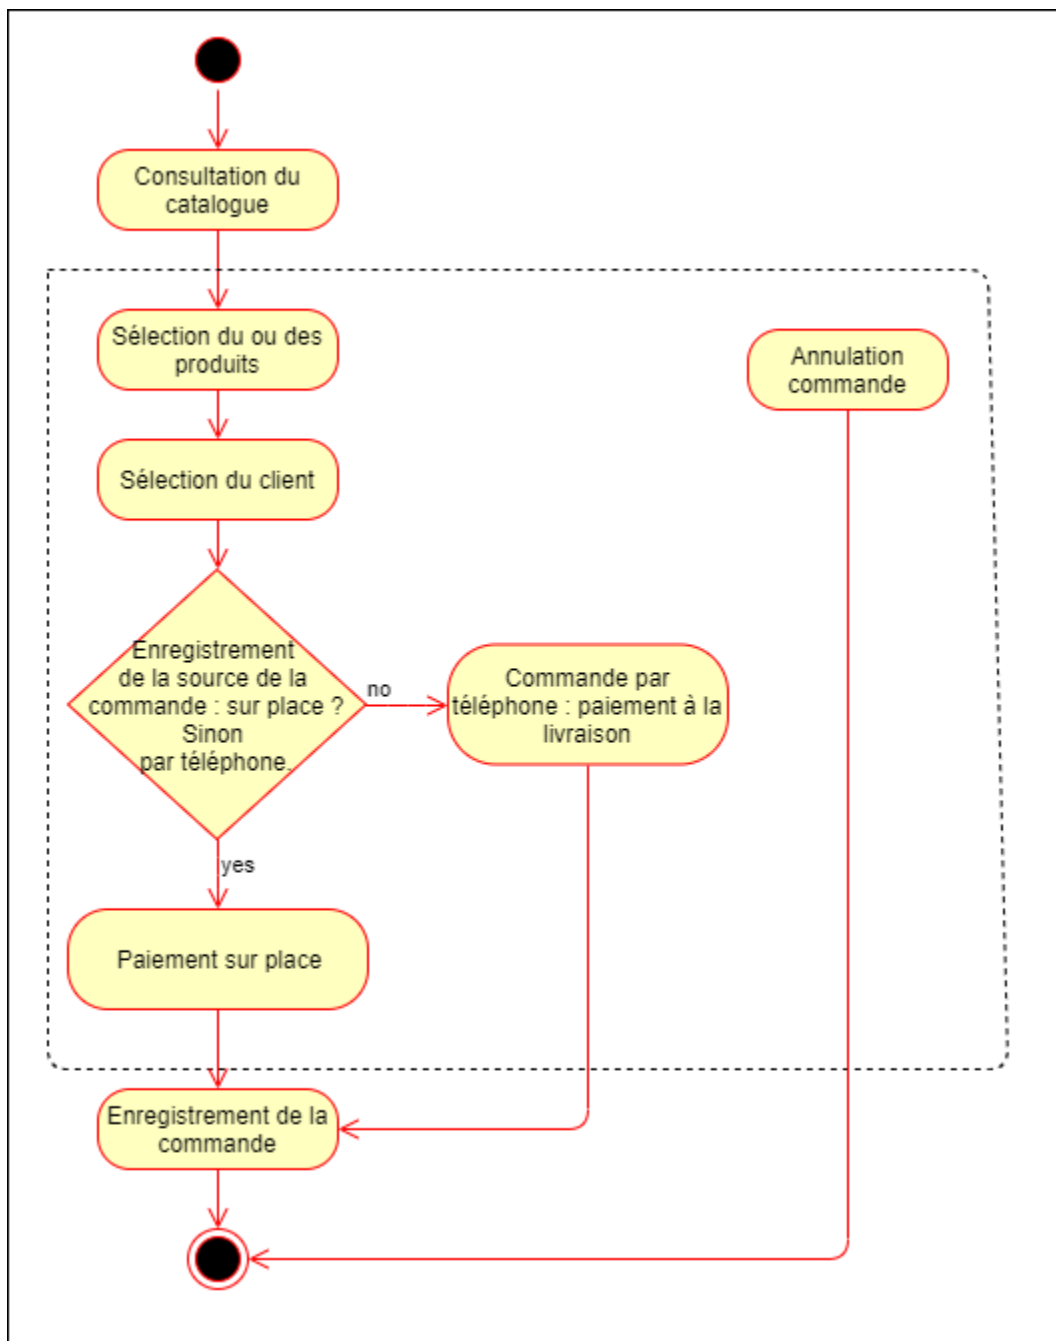 Consultation du
catalogue
Sélection du ou des
produits
Annulation
commande
Sélection du client
Enregistrement
de la source de la
commande : sur place ?
Sinon
par téléphone.
no
Commande par
téléphone : paiement à la
livraison
yes
Paiement sur place
Enregistrement de la
commande